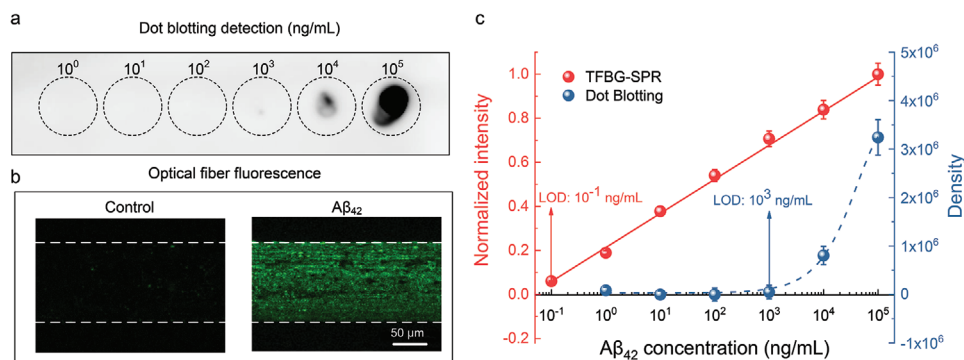 a
Dot blotting detection (ng/mL)
10⁰ 10¹ 10² 10³ 10⁴ 10⁵
b
Optical fiber fluorescence
Control Aβ₄₂
50 µm
c
TFBG-SPR
Dot Blotting
Normalized intensity
1.0
0.8
0.6
0.4
0.2
0.0
-0.2
LOD: 10⁻¹ ng/mL
LOD: 10³ ng/mL
5x10⁶
4x10⁶
3x10⁶
2x10⁶
1x10⁶
0
-1x10⁶
Density
10⁻¹ 10⁰ 10¹ 10² 10³ 10⁴ 10⁵
Aβ₄₂ concentration (ng/mL)